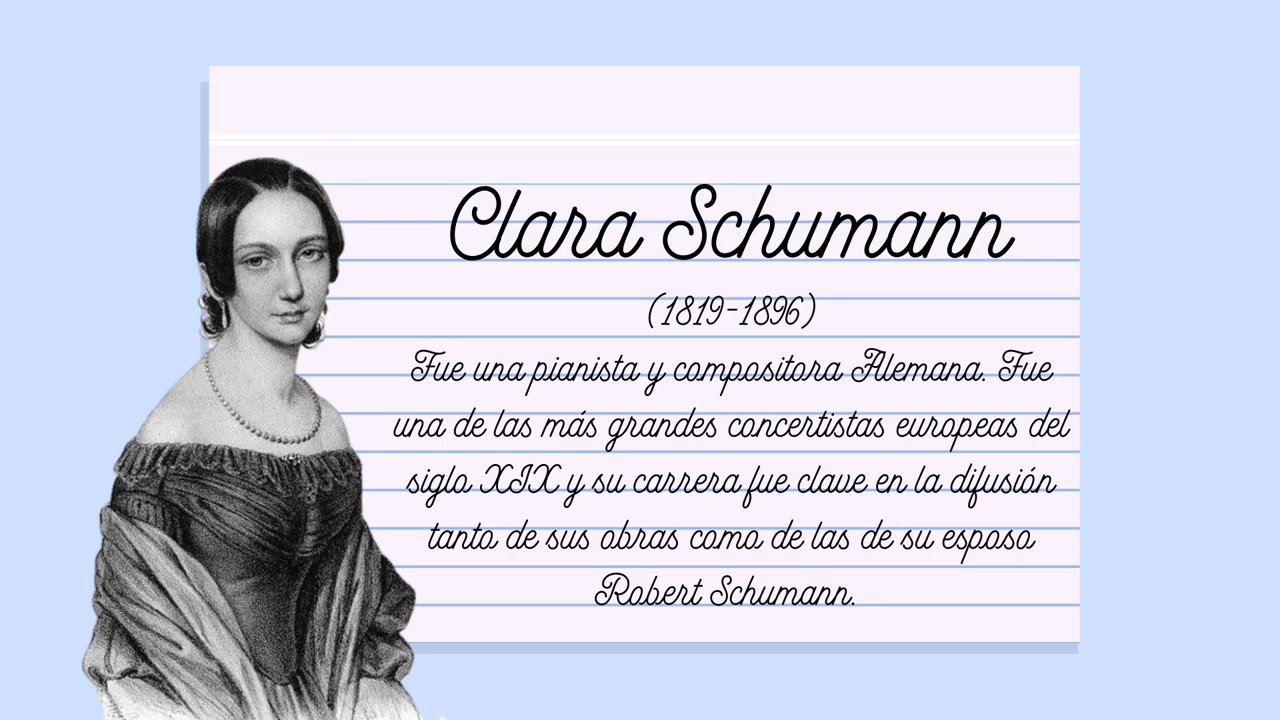 Clara Schumann
(1819-1896)
Fue una pianista y compositora Alemana. Fue
una de las más grandes concertistas europeas del
siglo XIX y su carrera fue clave en la difusión
tanto de sus obras como de las de su esposo
Robert Schumann.